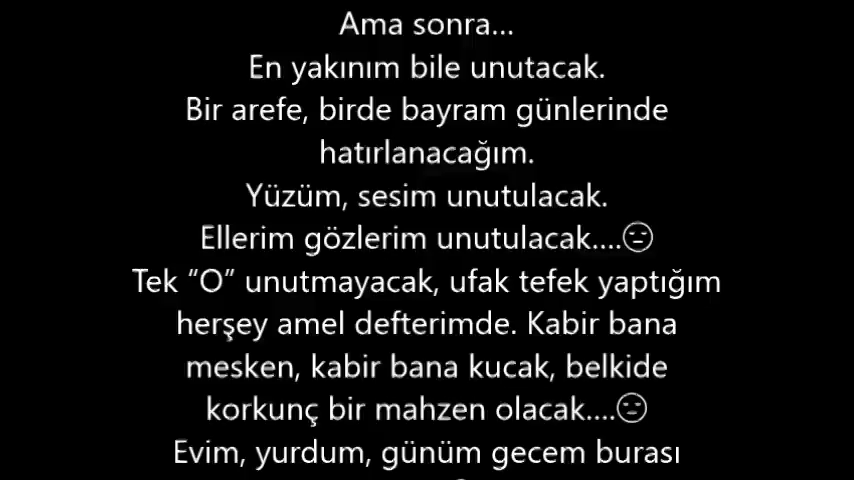 Ama sonra...
En yakınım bile unutacak.
Bir arefe, birde bayram günlerinde
hatırlanacağım.
Yüzüm, sesim unutulacak.
Ellerim gözlerim unutulacak....😔
Tek “O” unutmayacak, ufak tefek yaptığım
herşey amel defterimde. Kabir bana
mesken, kabir bana kucak, belkide
korkunç bir mahzen olacak....😑
Evim, yurdum, günüm gecem burası